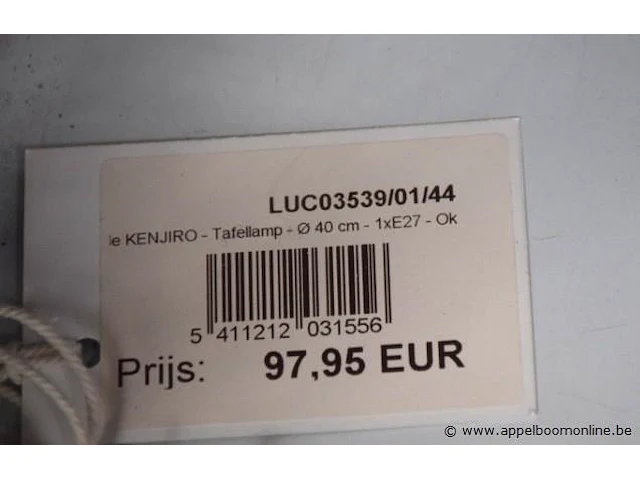 LUC03539/01/44
le KENJIRO - Tafellamp - Ø 40 cm - 1xE27 - Ok
5 411212 031556
Prijs: 97,95 EUR
© www.appelboomonline.be